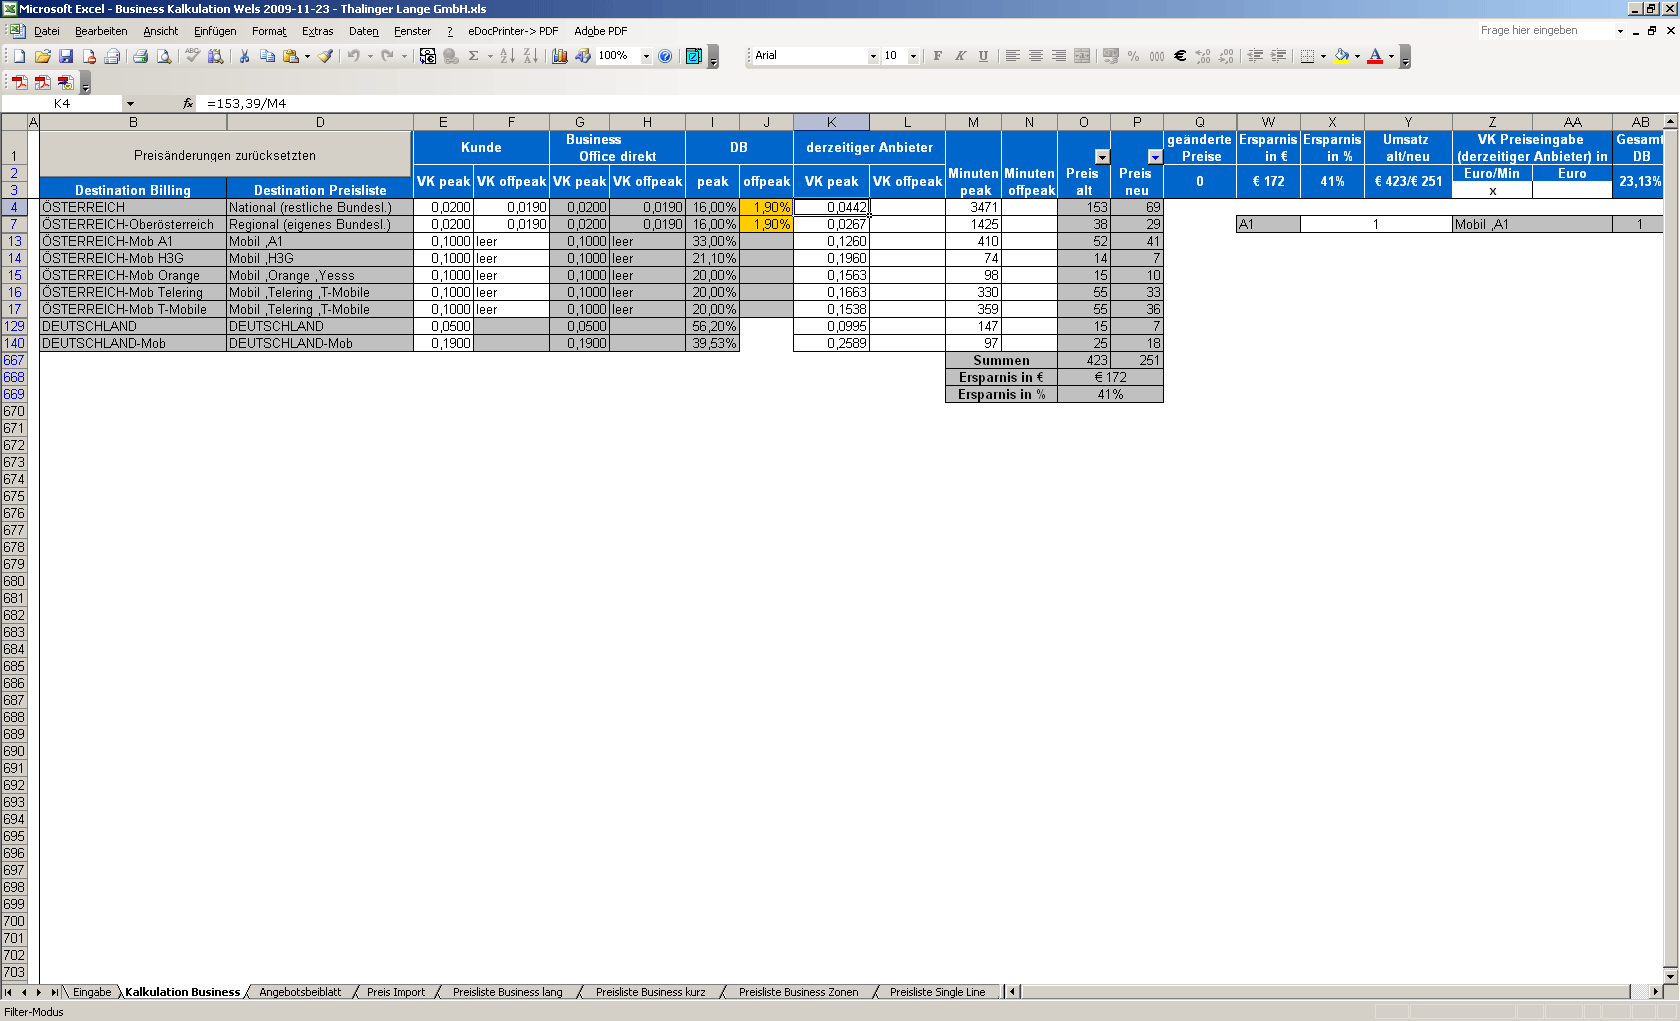 Microsoft Excel - Business Kalkulation Wels 2009-11-23 - Thalinger Lange GmbH.xls
Datei Bearbeiten Ansicht Einfügen Format Extras Daten Fenster ? eDocPrinter-> PDF Adobe PDF Frage hier eingeben
100% Arial 10 F K U % 000 €
K4 fx =153,39/M4
A B D E F G H I J K L M N O P Q W X Y Z AA AB
1 Preisänderungen zurücksetzten Kunde Business Office direkt DB derzeitiger Anbieter Minuten peak Minuten offpeak Preis alt Preis neu geänderte Preise Ersparnis in € Ersparnis in % Umsatz alt/neu VK Preiseingabe (derzeitiger Anbieter) in Gesamt DB
2 VK peak VK offpeak VK peak VK offpeak peak offpeak VK peak VK offpeak 0 € 172 41% € 423/€ 251 Euro/Min Euro 23,13%
3 Destination Billing Destination Preisliste x
4 ÖSTERREICH National (restliche Bundesl.) 0,0200 0,0190 0,0200 0,0190 16,00% 1,90% 0,0442 3471 153 69
7 ÖSTERREICH-Oberösterreich Regional (eigenes Bundesl.) 0,0200 0,0190 0,0200 0,0190 16,00% 1,90% 0,0267 1425 38 29 A1 1 Mobil ,A1 1
13 ÖSTERREICH-Mob A1 Mobil ,A1 0,1000 leer 0,1000 leer 33,00% 0,1260 410 52 41
14 ÖSTERREICH-Mob H3G Mobil ,H3G 0,1000 leer 0,1000 leer 21,10% 0,1960 74 14 7
15 ÖSTERREICH-Mob Orange Mobil ,Orange ,Yesss 0,1000 leer 0,1000 leer 20,00% 0,1563 98 15 10
16 ÖSTERREICH-Mob Telering Mobil ,Telering ,T-Mobile 0,1000 leer 0,1000 leer 20,00% 0,1663 330 55 33
17 ÖSTERREICH-Mob T-Mobile Mobil ,Telering ,T-Mobile 0,1000 leer 0,1000 leer 20,00% 0,1538 359 55 36
129 DEUTSCHLAND DEUTSCHLAND 0,0500 0,0500 56,20% 0,0995 147 15 7
140 DEUTSCHLAND-Mob DEUTSCHLAND-Mob 0,1900 0,1900 39,53% 0,2589 97 25 18
667 Summen 423 251
668 Ersparnis in € € 172
669 Ersparnis in % 41%
670
671
672
673
674
675
676
677
678
679
680
681
682
683
684
685
686
687
688
689
690
691
692
693
694
695
696
697
698
699
700
701
702
703
Eingabe Kalkulation Business Angebotsbeiblatt Preis Import Preisliste Business lang Preisliste Business kurz Preisliste Business Zonen Preisliste Single Line
Filter-Modus